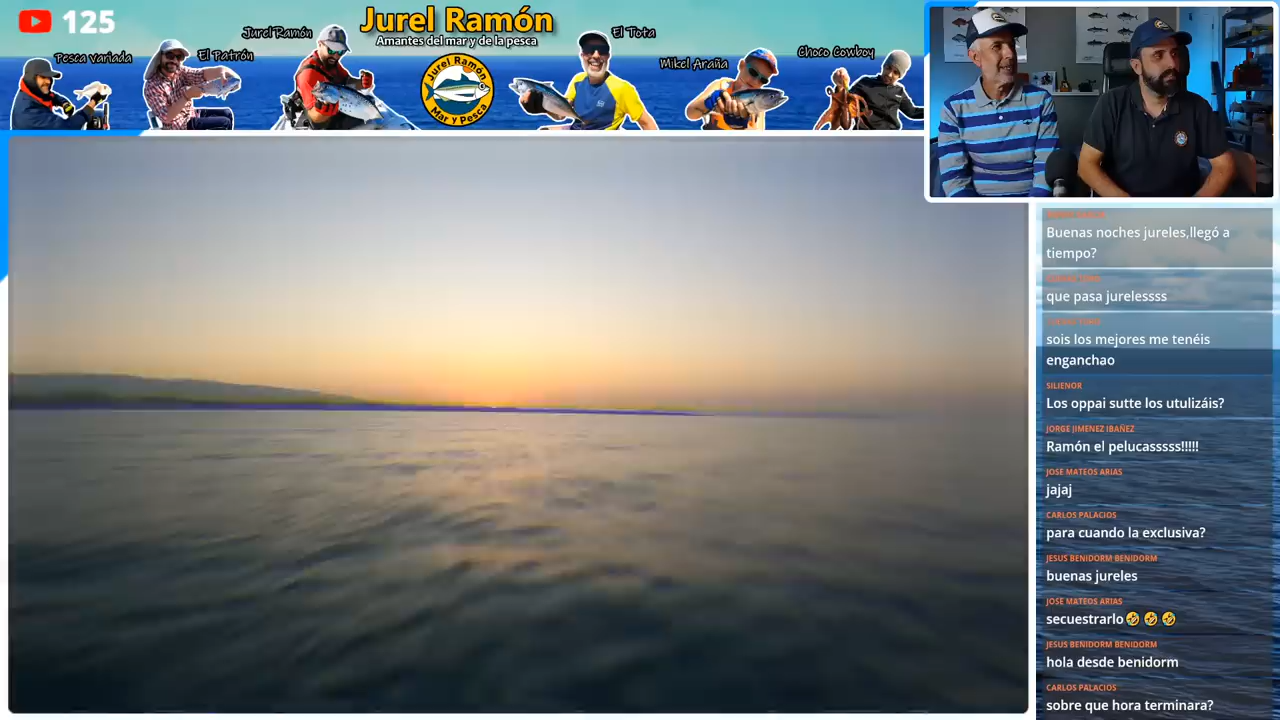 125
Jurel Ramón
Amantes del mar y de la pesca
Pesca variada
El Patrón
Jurel Ramón
El Tota
Mikel Araña
Choco Cowboy
Jurel Ramón
Mar y Pesca
Buenas noches jureles,llegó a
tiempo?
que pasa jurelessss
sois los mejores me tenéis
enganchao
SILIENOR
Los oppai sutte los utulizáis?
JORGE JIMENEZ IBAÑEZ
Ramón el pelucasssss!!!!!
JOSE MATEOS ARIAS
jajaj
CARLOS PALACIOS
para cuando la exclusiva?
JESUS BENIDORM BENIDORM
buenas jureles
JOSE MATEOS ARIAS
secuestrarlo🤣 🤣 🤣
JESUS BENIDORM BENIDORM
hola desde benidorm
CARLOS PALACIOS
sobre que hora terminara?